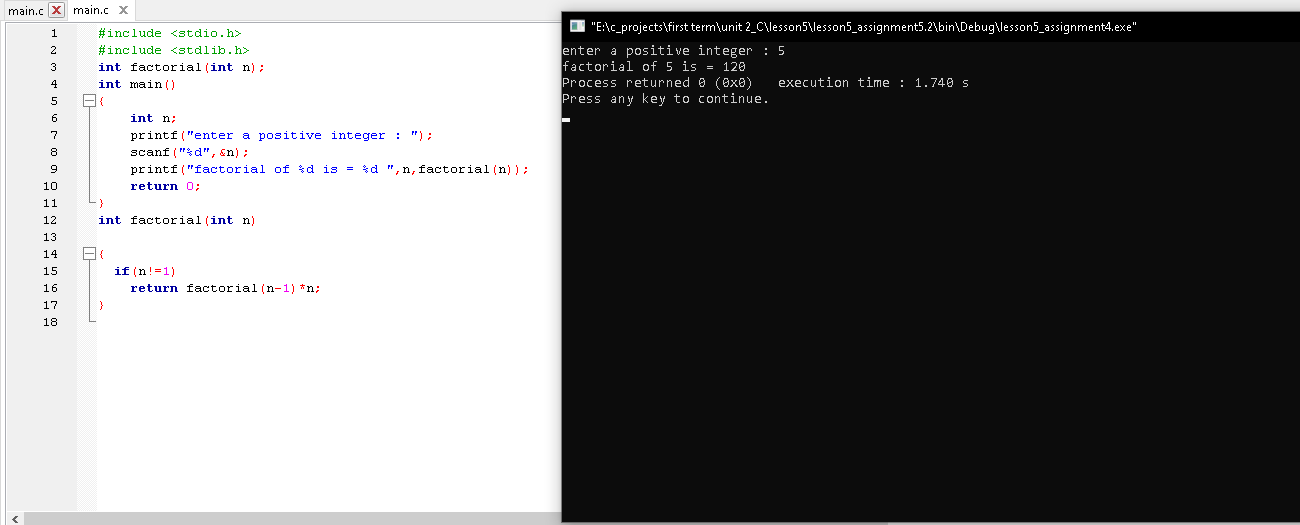 main.c X main.c X
1 #include <stdio.h>
2 #include <stdlib.h>
3 int factorial(int n);
4 int main()
5 {
6 int n;
7 printf("enter a positive integer : ");
8 scanf("%d",&n);
9 printf("factorial of %d is = %d ",n,factorial(n));
10 return 0;
11 }
12 int factorial(int n)
13
14 {
15 if(n!=1)
16 return factorial(n-1)*n;
17 }
18
"E:\c_projects\first term\unit 2_C\lesson5\lesson5_assignment5.2\bin\Debug\lesson5_assignment4.exe"
enter a positive integer : 5
factorial of 5 is = 120
Process returned 0 (0x0)   execution time : 1.740 s
Press any key to continue.